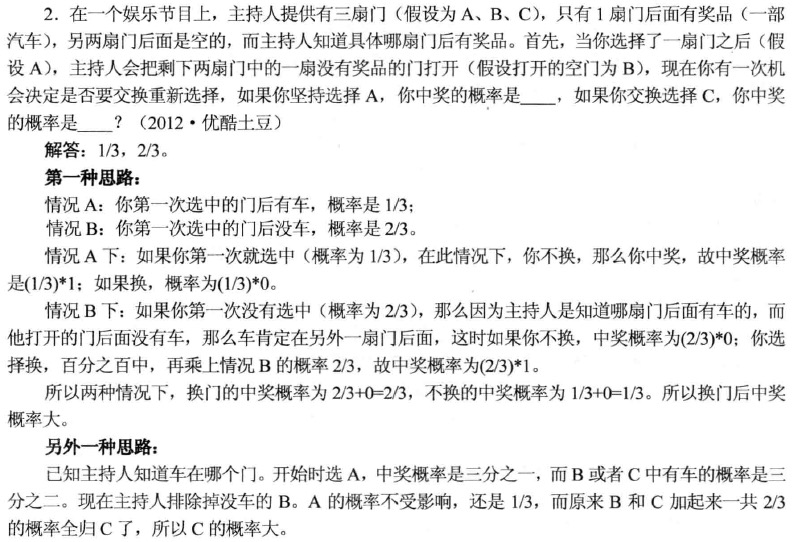 2．在一个娱乐节目上，主持人提供有三扇门（假设为 A、B、C），只有 1 扇门后面有奖品（一部
汽车），另两扇门后面是空的，而主持人知道具体哪扇门后有奖品。首先，当你选择了一扇门之后（假
设 A），主持人会把剩下两扇门中的一扇没有奖品的门打开（假设打开的空门为 B），现在你有一次机
会决定是否要交换重新选择，如果你坚持选择 A，你中奖的概率是____，如果你交换选择 C，你中奖
的概率是____？（2012·优酷土豆）
解答：1/3，2/3。
第一种思路：
情况 A：你第一次选中的门后有车，概率是 1/3；
情况 B：你第一次选中的门后没车，概率是 2/3。
情况 A 下：如果你第一次就选中（概率为 1/3），在此情况下，你不换，那么你中奖，故中奖概率
是(1/3)*1；如果换，概率为(1/3)*0。
情况 B 下：如果你第一次没有选中（概率为 2/3），那么因为主持人是知道哪扇门后面有车的，而
他打开的门后面没有车，那么车肯定在另外一扇门后面，这时如果你不换，中奖概率为(2/3)*0；你选
择换，百分之百中，再乘上情况 B 的概率 2/3，故中奖概率为(2/3)*1。
所以两种情况下，换门的中奖概率为 2/3+0=2/3，不换的中奖概率为 1/3+0=1/3。所以换门后中奖
概率大。
另外一种思路：
已知主持人知道车在哪个门。开始时选 A，中奖概率是三分之一，而 B 或者 C 中有车的概率是三
分之二。现在主持人排除掉没车的 B。A 的概率不受影响，还是 1/3，而原来 B 和 C 加起来一共 2/3
的概率全归 C 了，所以 C 的概率大。